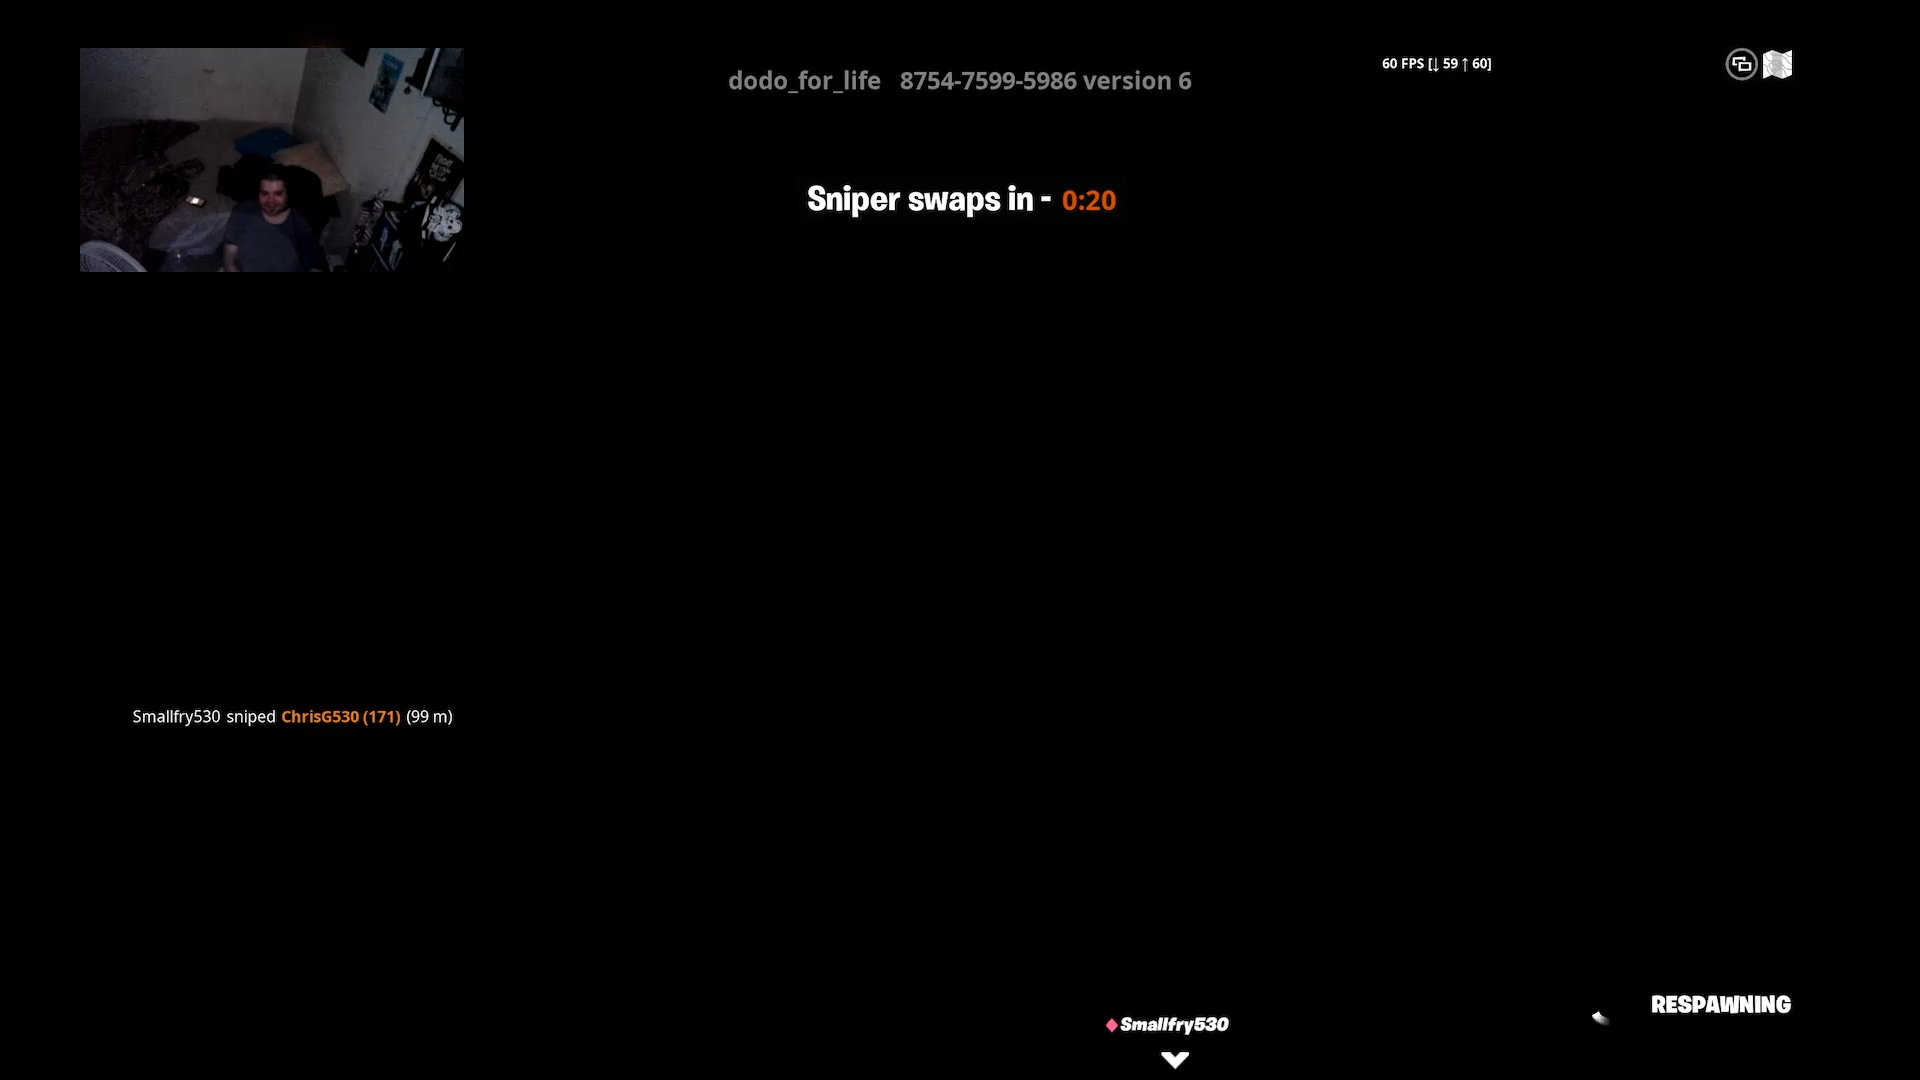 dodo_for_life 8754-7599-5986 version 6
60 FPS [↓ 59 ↑ 60]
Sniper swaps in - 0:20
Smallfry530 sniped ChrisG530 (171) (99 m)
RESPAWNING
Smallfry530